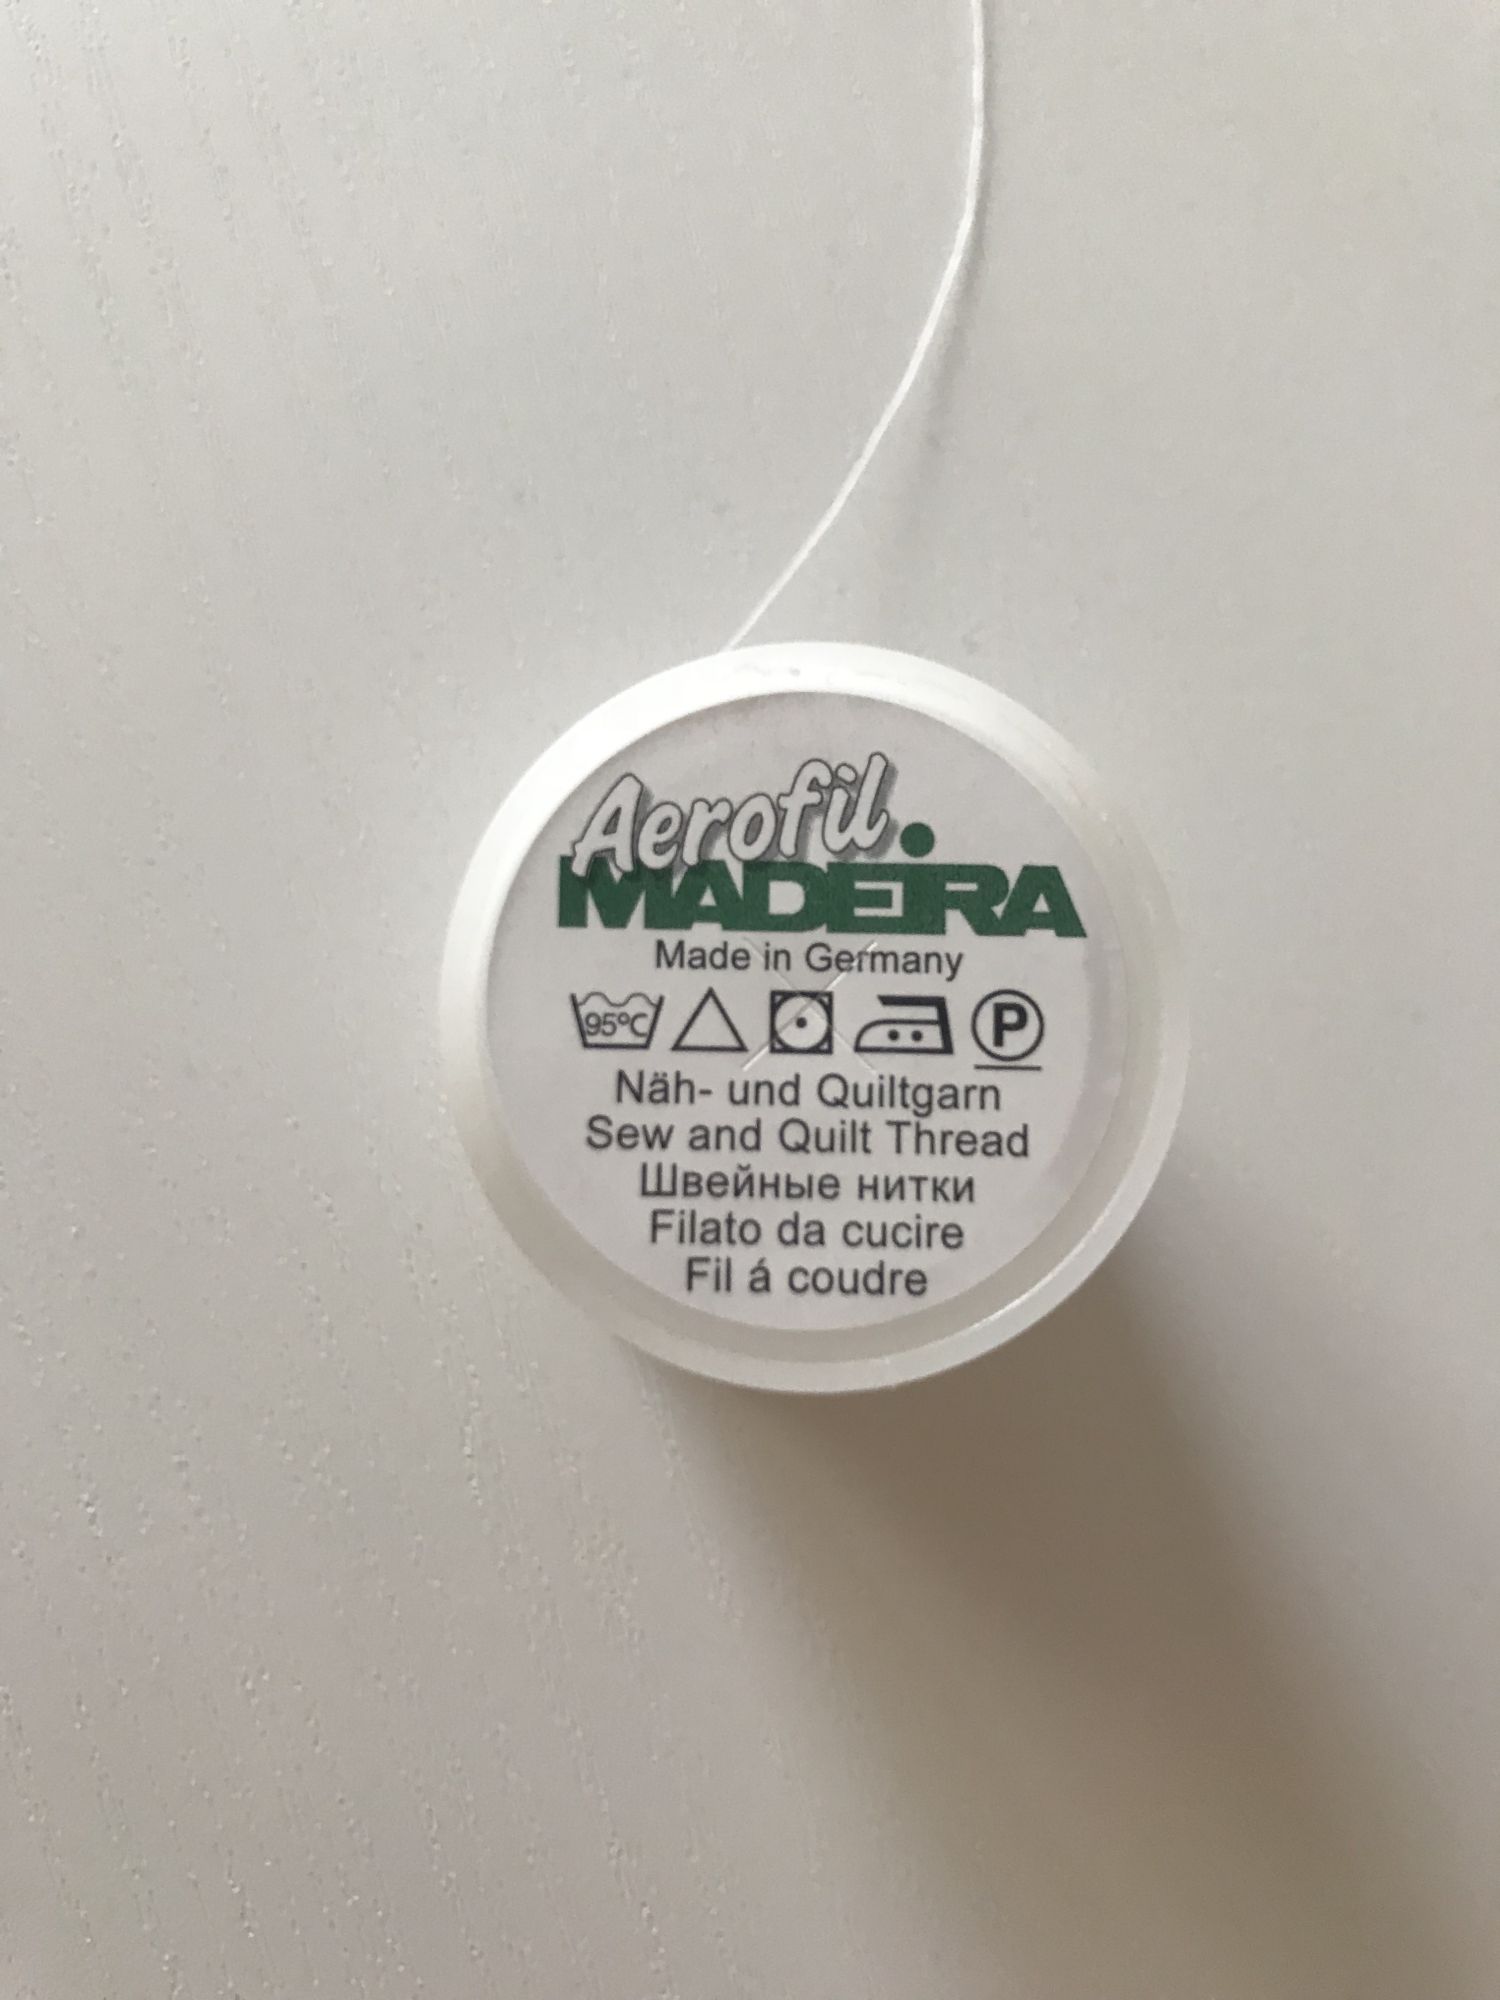 Aerofil
MADEIRA
Made in Germany
95°C P
Näh- und Quiltgarn
Sew and Quilt Thread
Швейные нитки
Filato da cucire
Fil á coudre